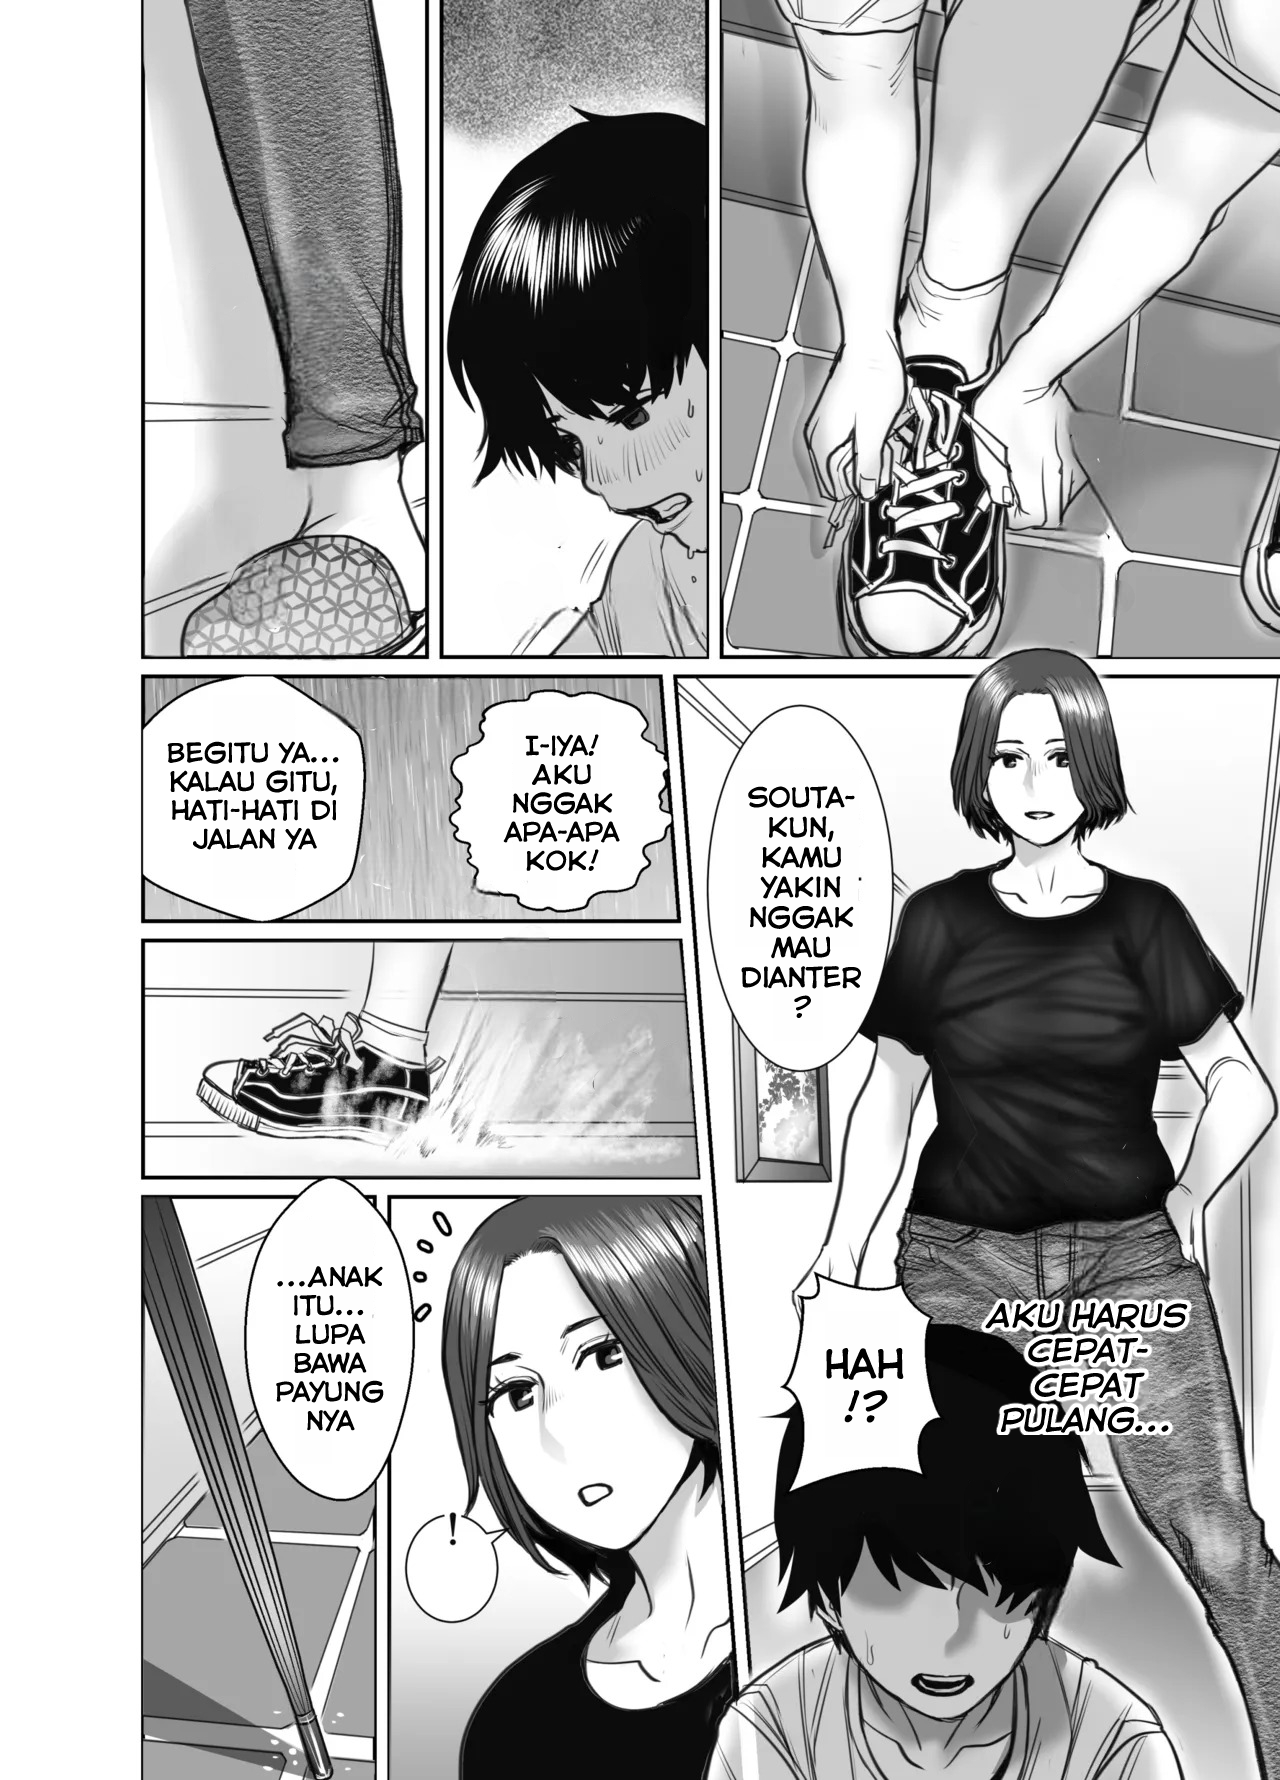 SOUTA-
KUN,
KAMU
YAKIN
NGGAK
MAU
DIANTER
?
HAH
!?
AKU HARUS
CEPAT-
CEPAT
PULANG...
I-IYA!
AKU
NGGAK
APA-APA
KOK!
BEGITU YA...
KALAU GITU,
HATI-HATI DI
JALAN YA
!
...ANAK
ITU...
LUPA
BAWA
PAYUNG
NYA